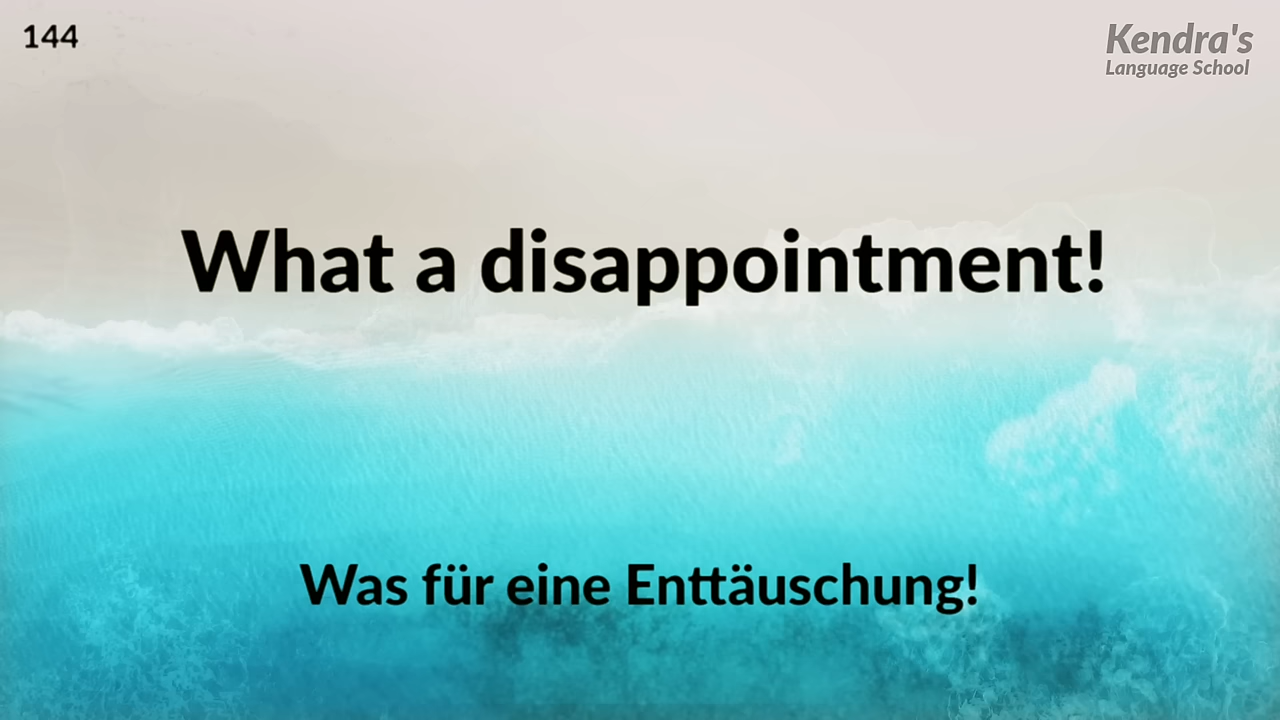 144
Kendra's
Language School
What a disappointment!
Was für eine Enttäuschung!